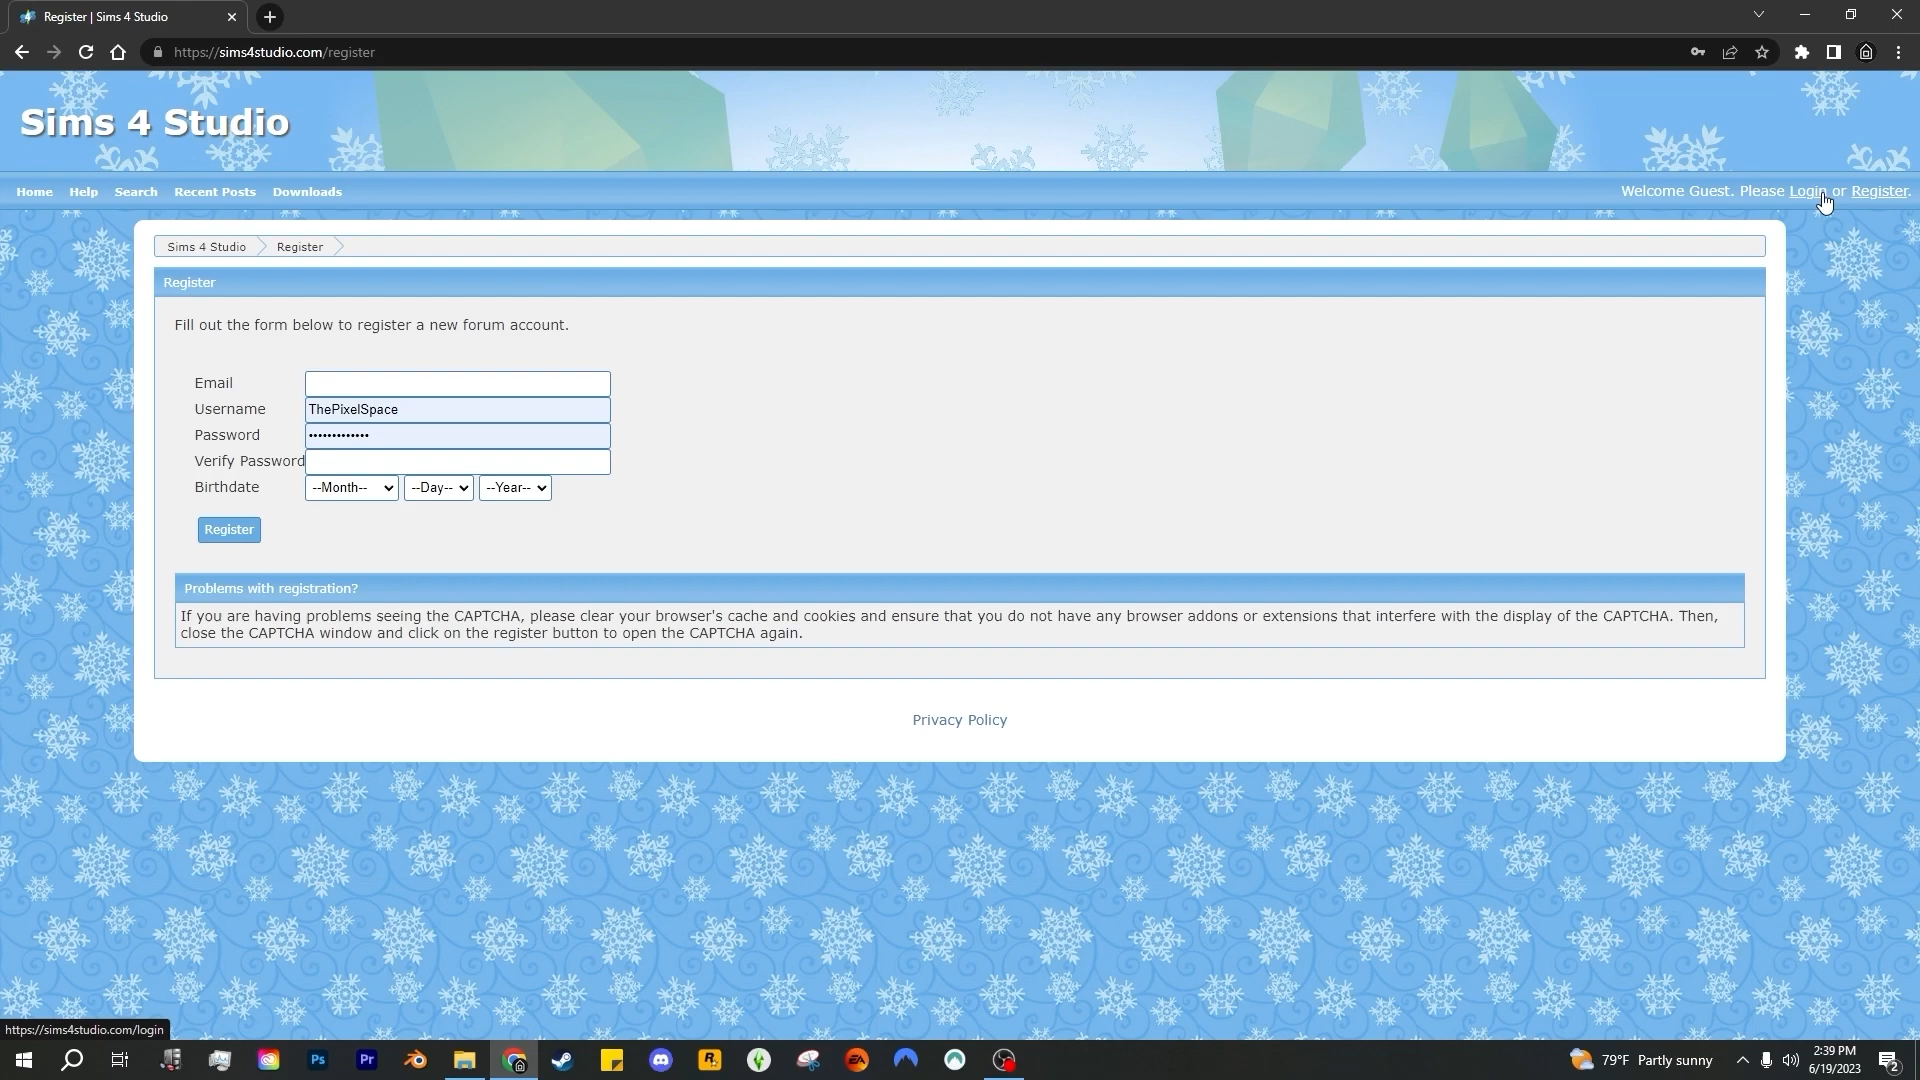 Register | Sims 4 Studio
https://sims4studio.com/register
Sims 4 Studio
Home Help Search Recent Posts Downloads
Welcome Guest. Please Login or Register.
Sims 4 Studio Register
Register
Fill out the form below to register a new forum account.
Email
Username ThePixelSpace
Password •••••••••••••
Verify Password
Birthdate --Month-- --Day-- --Year--
Register
Problems with registration?
If you are having problems seeing the CAPTCHA, please clear your browser's cache and cookies and ensure that you do not have any browser addons or extensions that interfere with the display of the CAPTCHA. Then,
close the CAPTCHA window and click on the register button to open the CAPTCHA again.
Privacy Policy
https://sims4studio.com/login
Ps Pr R EA
79°F Partly sunny
2:39 PM
6/19/2023
2